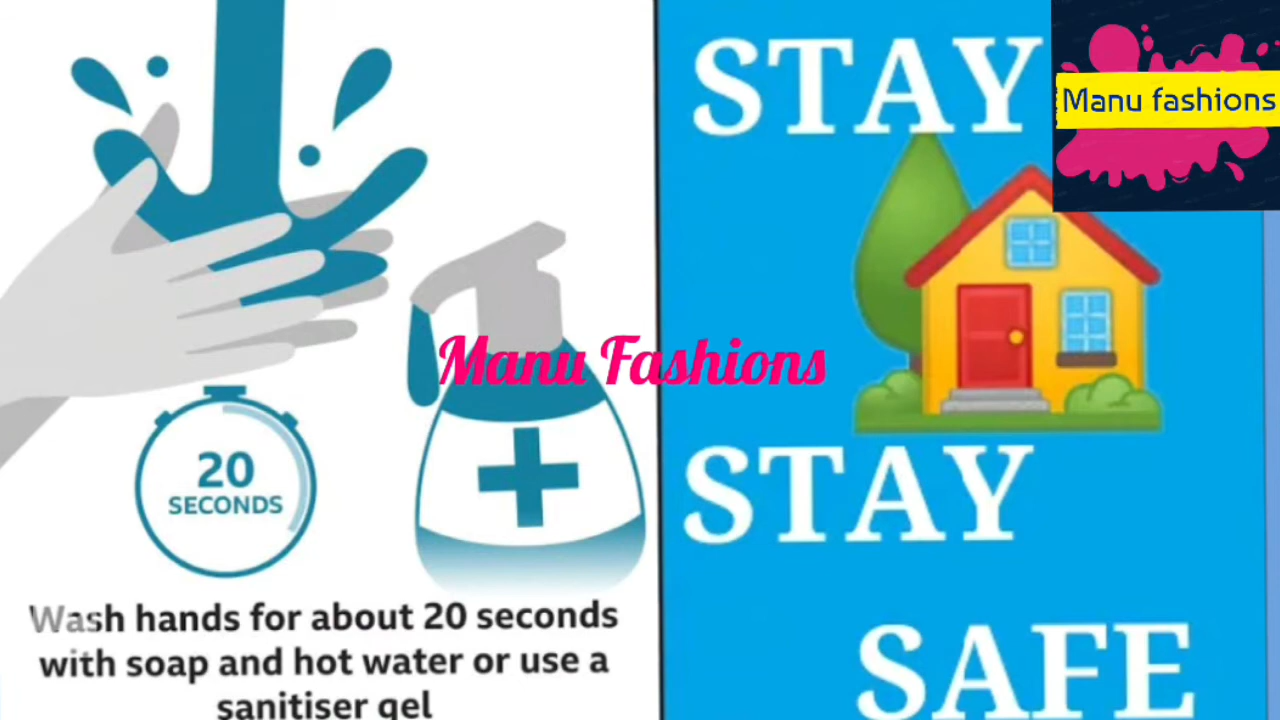 20
SECONDS
Wash hands for about 20 seconds
with soap and hot water or use a
sanitiser gel
Manu Fashions
STAY
STAY
SAFE
Manu fashions